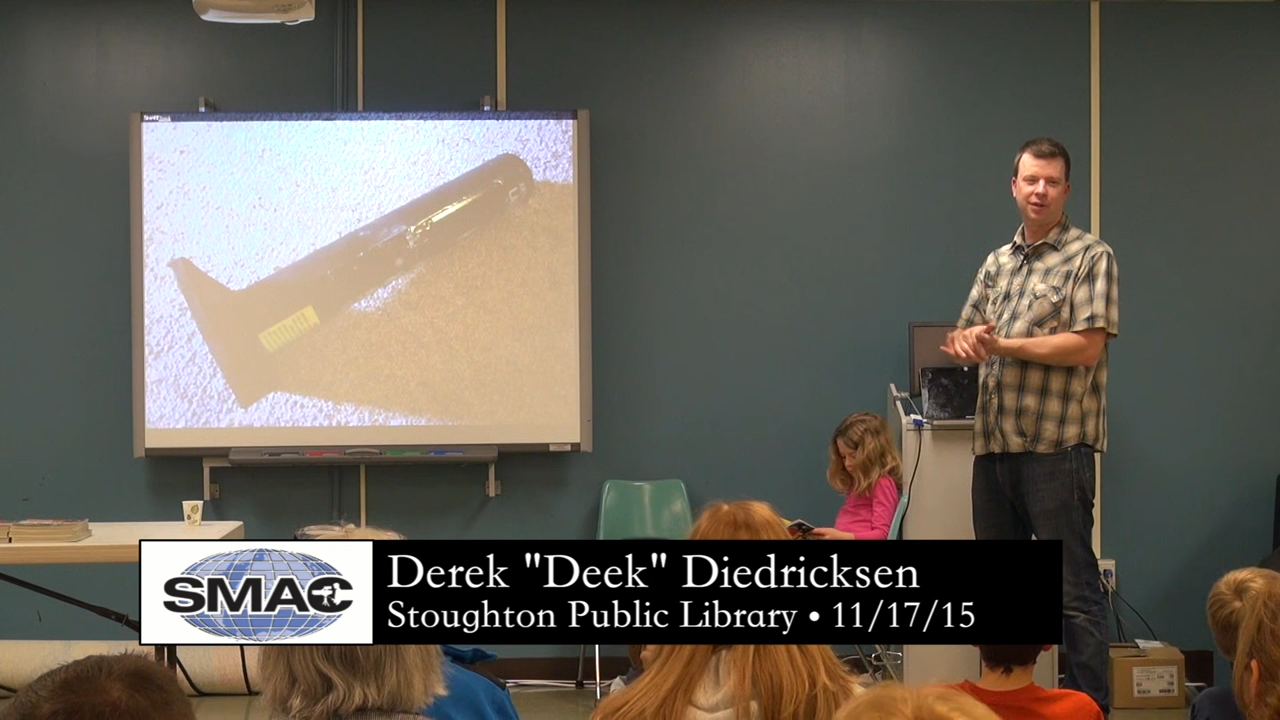 SMAC
Derek "Deek" Diedricksen
Stoughton Public Library • 11/17/15